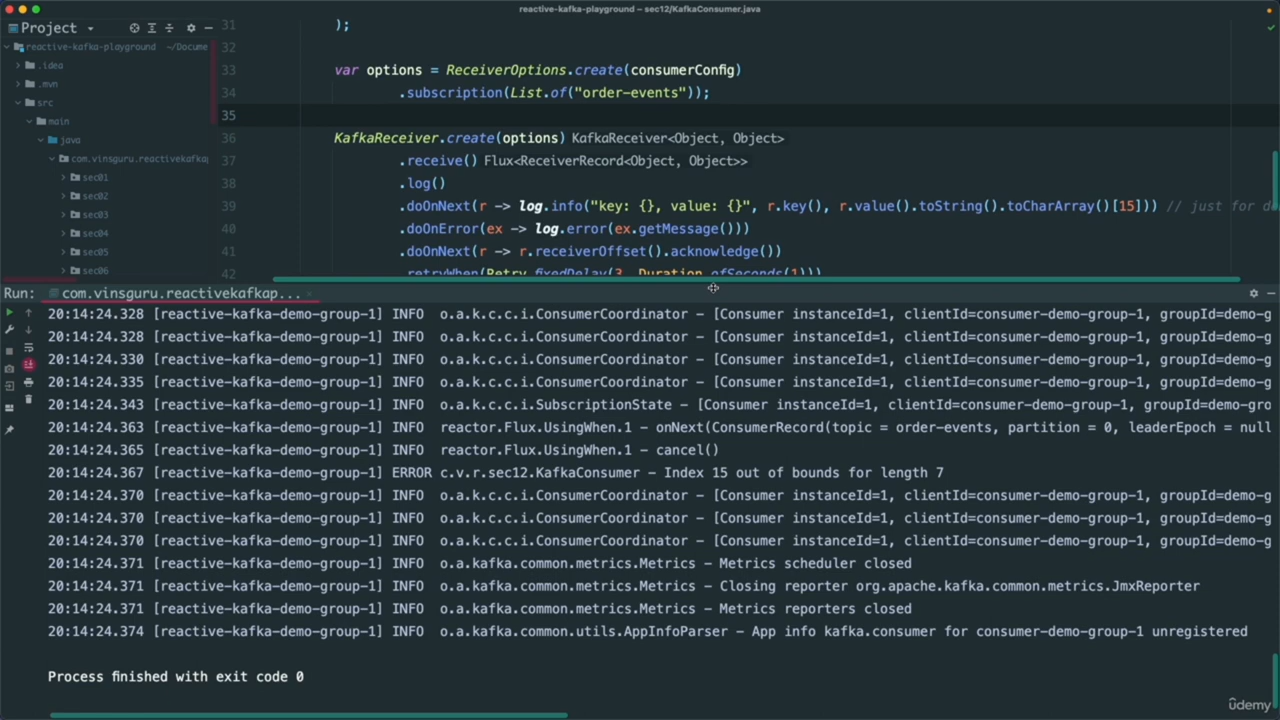 reactive-kafka-playground – sec12/KafkaConsumer.java
Project
reactive-kafka-playground ~/Docume
.idea
.mvn
src
main
java
com.vinsguru.reactivekafkap
sec01
sec02
sec03
sec04
sec05
sec06
31 );
32
33 var options = ReceiverOptions.create(consumerConfig)
34 .subscription(List.of("order-events"));
35
36 KafkaReceiver.create(options) KafkaReceiver<Object, Object>
37 .receive() Flux<ReceiverRecord<Object, Object>>
38 .log()
39 .doOnNext(r -> log.info("key: {}, value: {}", r.key(), r.value().toString().toCharArray()[15])) // just for de
40 .doOnError(ex -> log.error(ex.getMessage()))
41 .doOnNext(r -> r.receiverOffset().acknowledge())
42 .retryWhen(Retry.fixedDelay(3, Duration.ofSeconds(1)))
Run: com.vinsguru.reactivekafkap...
20:14:24.328 [reactive-kafka-demo-group-1] INFO o.a.k.c.c.i.ConsumerCoordinator – [Consumer instanceId=1, clientId=consumer-demo-group-1, groupId=demo-g
20:14:24.328 [reactive-kafka-demo-group-1] INFO o.a.k.c.c.i.ConsumerCoordinator – [Consumer instanceId=1, clientId=consumer-demo-group-1, groupId=demo-g
20:14:24.330 [reactive-kafka-demo-group-1] INFO o.a.k.c.c.i.ConsumerCoordinator – [Consumer instanceId=1, clientId=consumer-demo-group-1, groupId=demo-g
20:14:24.335 [reactive-kafka-demo-group-1] INFO o.a.k.c.c.i.ConsumerCoordinator – [Consumer instanceId=1, clientId=consumer-demo-group-1, groupId=demo-g
20:14:24.343 [reactive-kafka-demo-group-1] INFO o.a.k.c.c.i.SubscriptionState – [Consumer instanceId=1, clientId=consumer-demo-group-1, groupId=demo-gro
20:14:24.363 [reactive-kafka-demo-group-1] INFO reactor.Flux.UsingWhen.1 – onNext(ConsumerRecord(topic = order-events, partition = 0, leaderEpoch = null
20:14:24.365 [reactive-kafka-demo-group-1] INFO reactor.Flux.UsingWhen.1 – cancel()
20:14:24.367 [reactive-kafka-demo-group-1] ERROR c.v.r.sec12.KafkaConsumer – Index 15 out of bounds for length 7
20:14:24.370 [reactive-kafka-demo-group-1] INFO o.a.k.c.c.i.ConsumerCoordinator – [Consumer instanceId=1, clientId=consumer-demo-group-1, groupId=demo-g
20:14:24.370 [reactive-kafka-demo-group-1] INFO o.a.k.c.c.i.ConsumerCoordinator – [Consumer instanceId=1, clientId=consumer-demo-group-1, groupId=demo-g
20:14:24.370 [reactive-kafka-demo-group-1] INFO o.a.k.c.c.i.ConsumerCoordinator – [Consumer instanceId=1, clientId=consumer-demo-group-1, groupId=demo-g
20:14:24.371 [reactive-kafka-demo-group-1] INFO o.a.kafka.common.metrics.Metrics – Metrics scheduler closed
20:14:24.371 [reactive-kafka-demo-group-1] INFO o.a.kafka.common.metrics.Metrics – Closing reporter org.apache.kafka.common.metrics.JmxReporter
20:14:24.371 [reactive-kafka-demo-group-1] INFO o.a.kafka.common.metrics.Metrics – Metrics reporters closed
20:14:24.374 [reactive-kafka-demo-group-1] INFO o.a.kafka.common.utils.AppInfoParser – App info kafka.consumer for consumer-demo-group-1 unregistered
Process finished with exit code 0
ûdemy